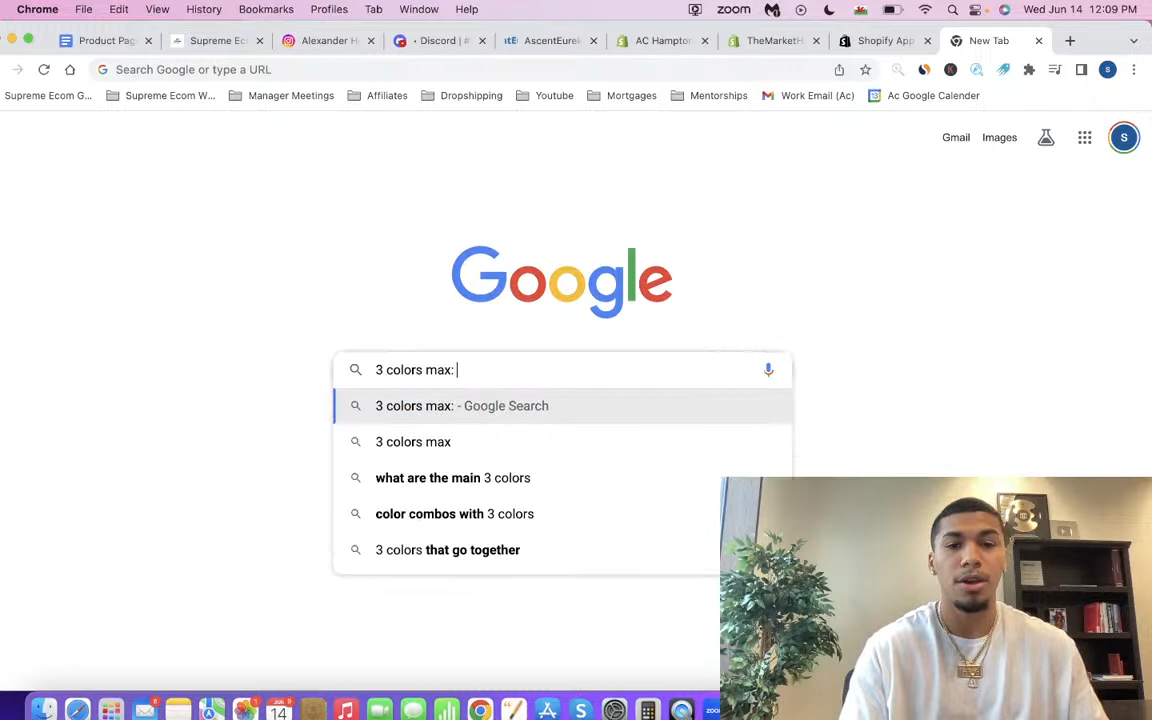 Chrome File Edit View History Bookmarks Profiles Tab Window Help zoom Wed Jun 14 12:09 PM
Product Pag Supreme Ec Alexander H • Discord | # AscentEurek AC Hampton TheMarketH Shopify App New Tab
Search Google or type a URL S
Supreme Ecom G... Supreme Ecom W... Manager Meetings Affiliates Dropshipping Youtube Mortgages Mentorships Work Email (Ac) Ac Google Calender
Gmail Images S
Google
3 colors max:
3 colors max: - Google Search
3 colors max
what are the main 3 colors
color combos with 3 colors
3 colors that go together